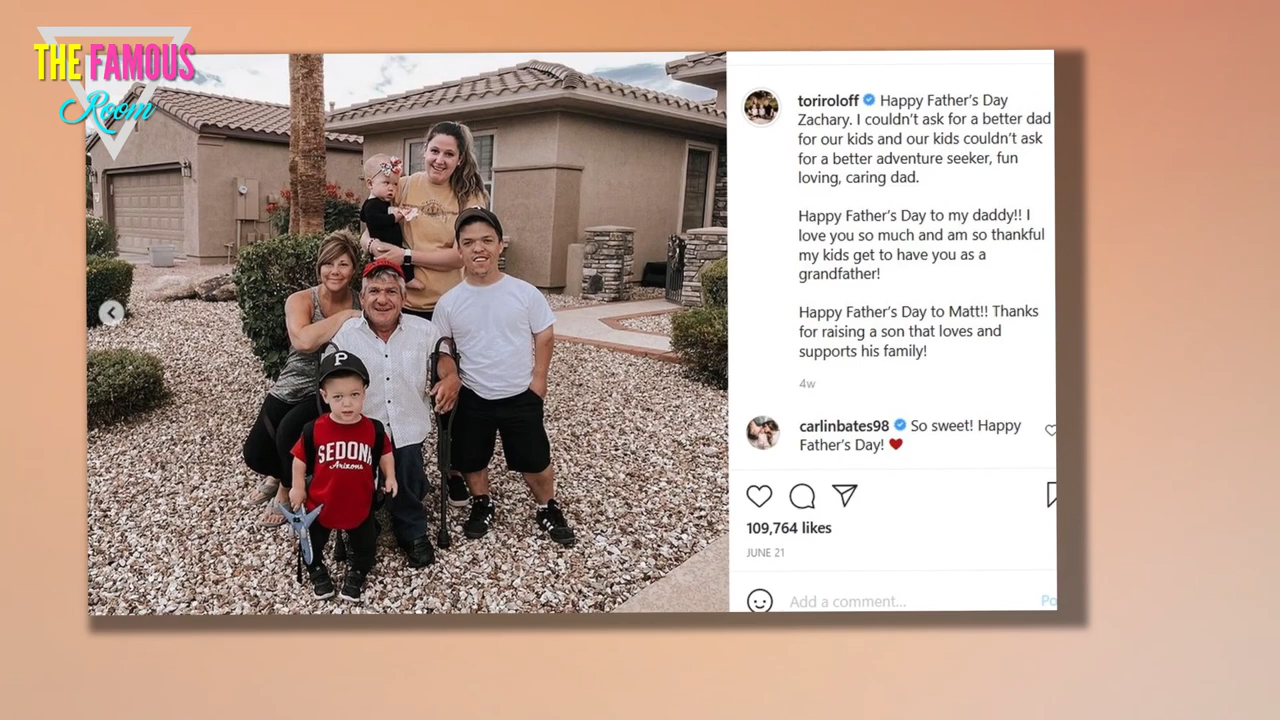 THE FAMOUS
Room
toriroloff Happy Father's Day
Zachary. I couldn't ask for a better dad
for our kids and our kids couldn't ask
for a better adventure seeker, fun
loving, caring dad.
Happy Father's Day to my daddy!! I
love you so much and am so thankful
my kids get to have you as a
grandfather!
Happy Father's Day to Matt!! Thanks
for raising a son that loves and
supports his family!
4w
carlinbates98 So sweet! Happy
Father's Day! ❤
109,764 likes
JUNE 21
Add a comment... Po
P
SEDONA
Arizona